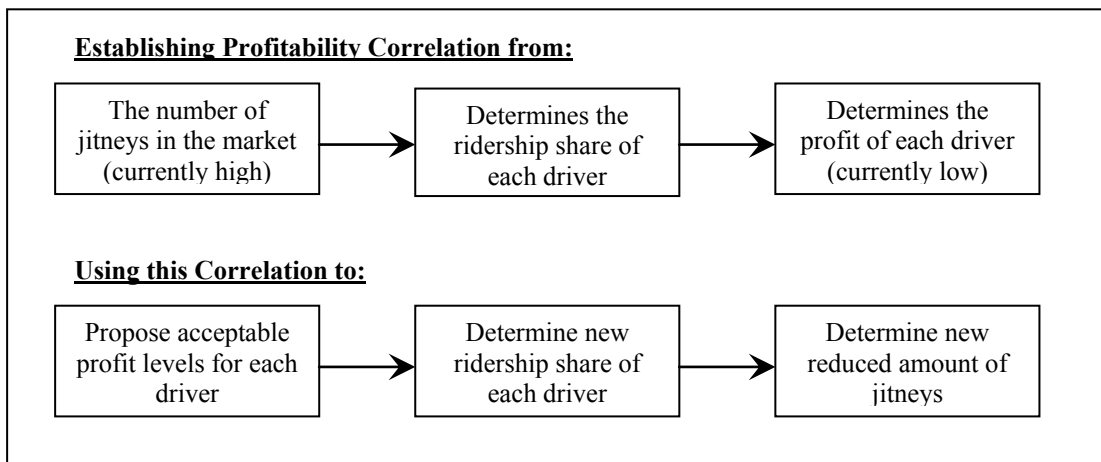 Establishing Profitability Correlation from:
The number of
jitneys in the market
(currently high)
Determines the
ridership share of
each driver
Determines the
profit of each driver
(currently low)
Using this Correlation to:
Propose acceptable
profit levels for each
driver
Determine new
ridership share of
each driver
Determine new
reduced amount of
jitneys